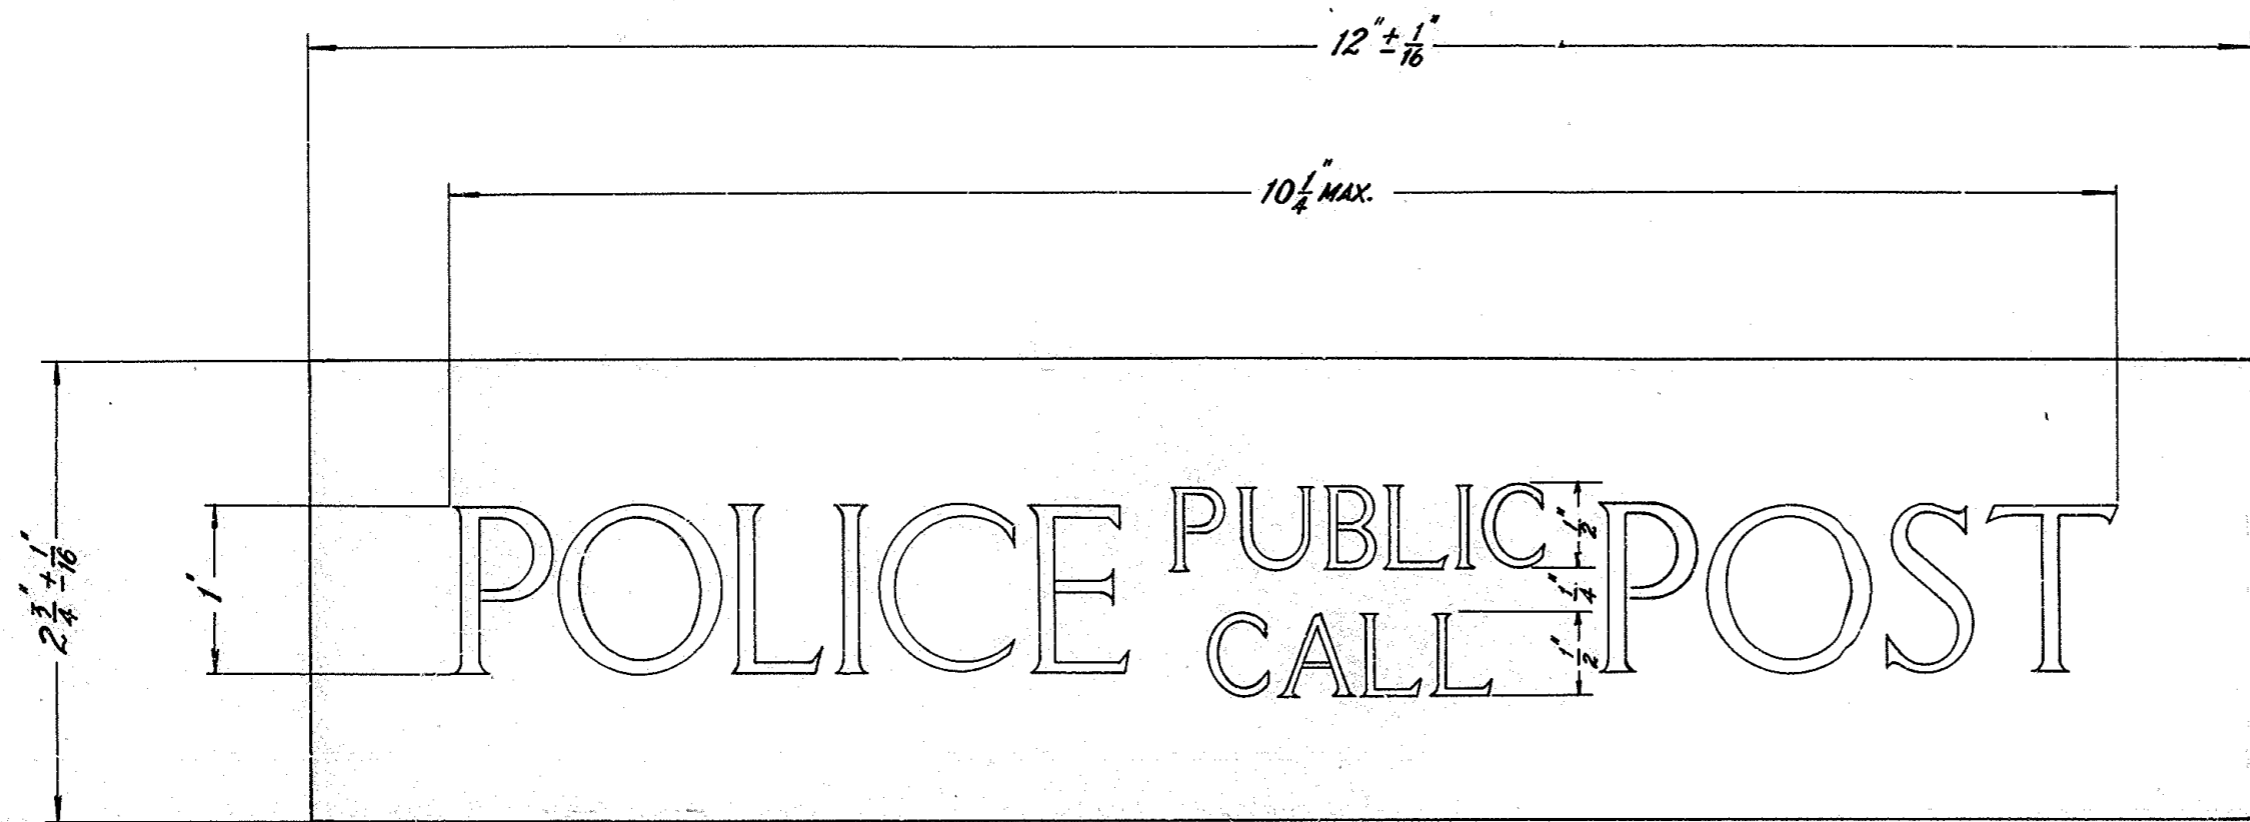 12" ± 1/16"
10 1/4" MAX.
2 3/4" ± 1/16"
1"
POLICE PUBLIC CALL POST
1/2"
1/4"
1/2"